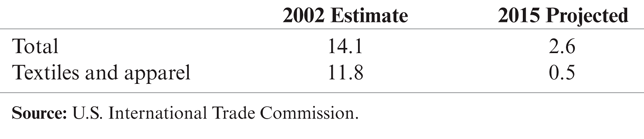 2002 Estimate 2015 Projected
Total 14.1 2.6
Textiles and apparel 11.8 0.5
Source: U.S. International Trade Commission.